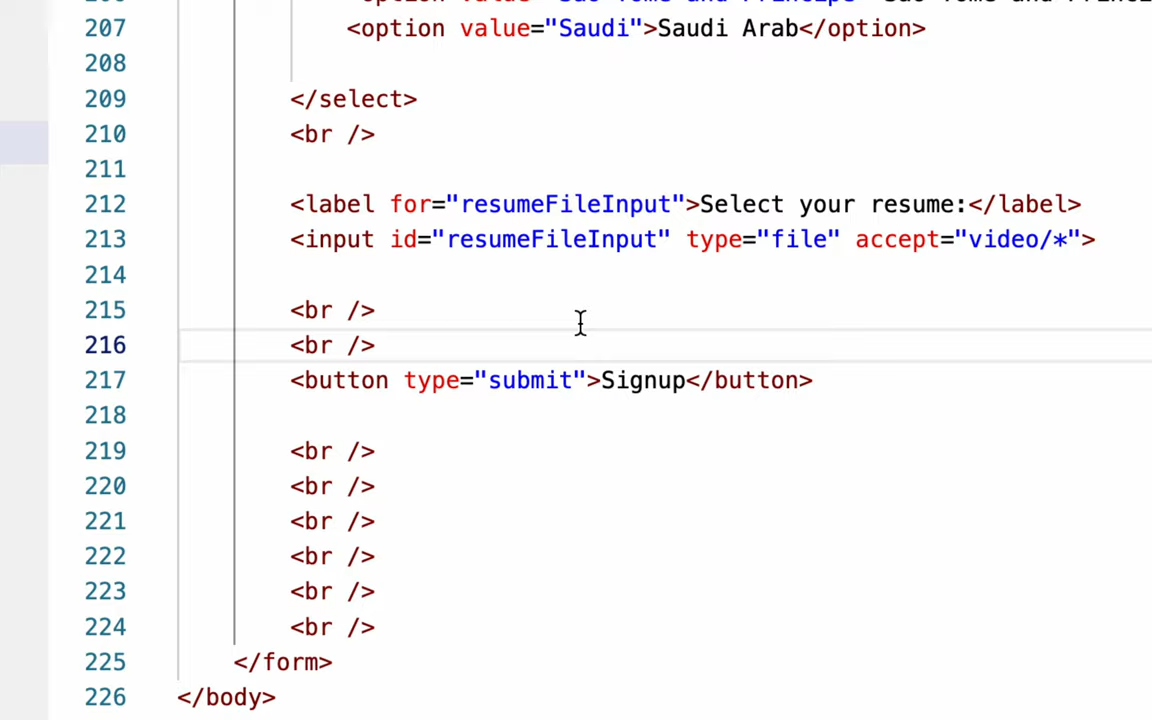 207 <option value="Saudi">Saudi Arab</option>
208
209 </select>
210 <br />
211
212 <label for="resumeFileInput">Select your resume:</label>
213 <input id="resumeFileInput" type="file" accept="video/*">
214
215 <br />
216 <br />
217 <button type="submit">Signup</button>
218
219 <br />
220 <br />
221 <br />
222 <br />
223 <br />
224 <br />
225 </form>
226 </body>